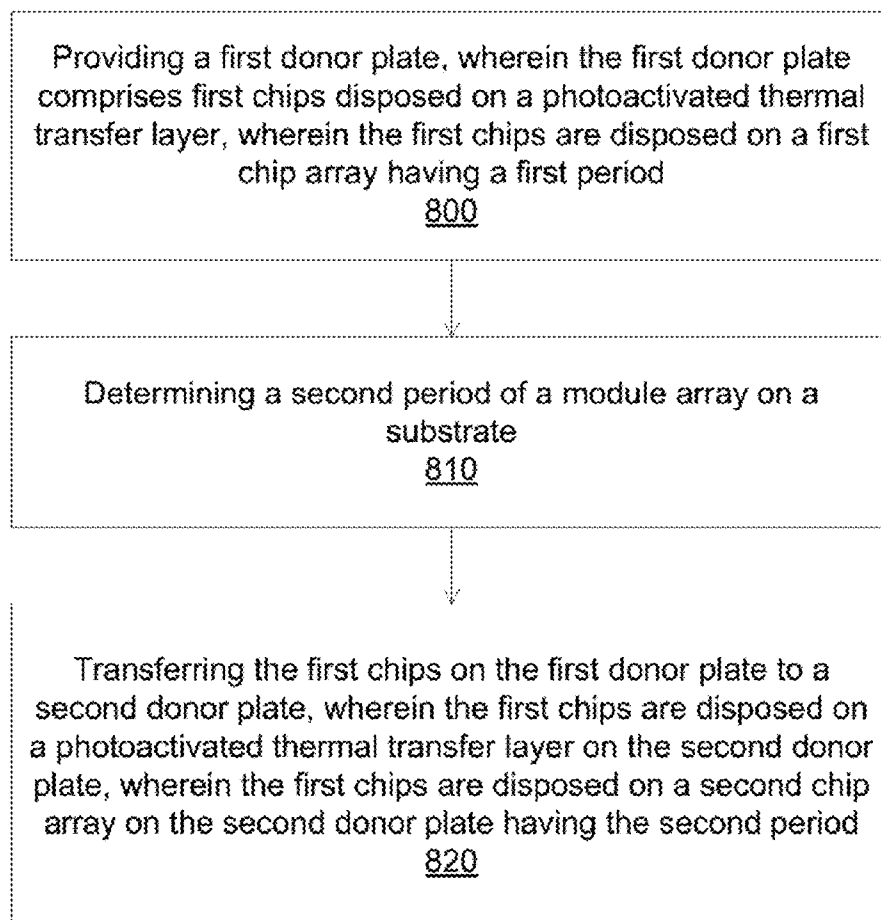 Providing a first donor plate, wherein the first donor plate
comprises first chips disposed on a photoactivated thermal
transfer layer, wherein the first chips are disposed on a first
chip array having a first period
800
Determining a second period of a module array on a
substrate
810
Transferring the first chips on the first donor plate to a
second donor plate, wherein the first chips are disposed on
a photoactivated thermal transfer layer on the second donor
plate, wherein the first chips are disposed on a second chip
array on the second donor plate having the second period
820